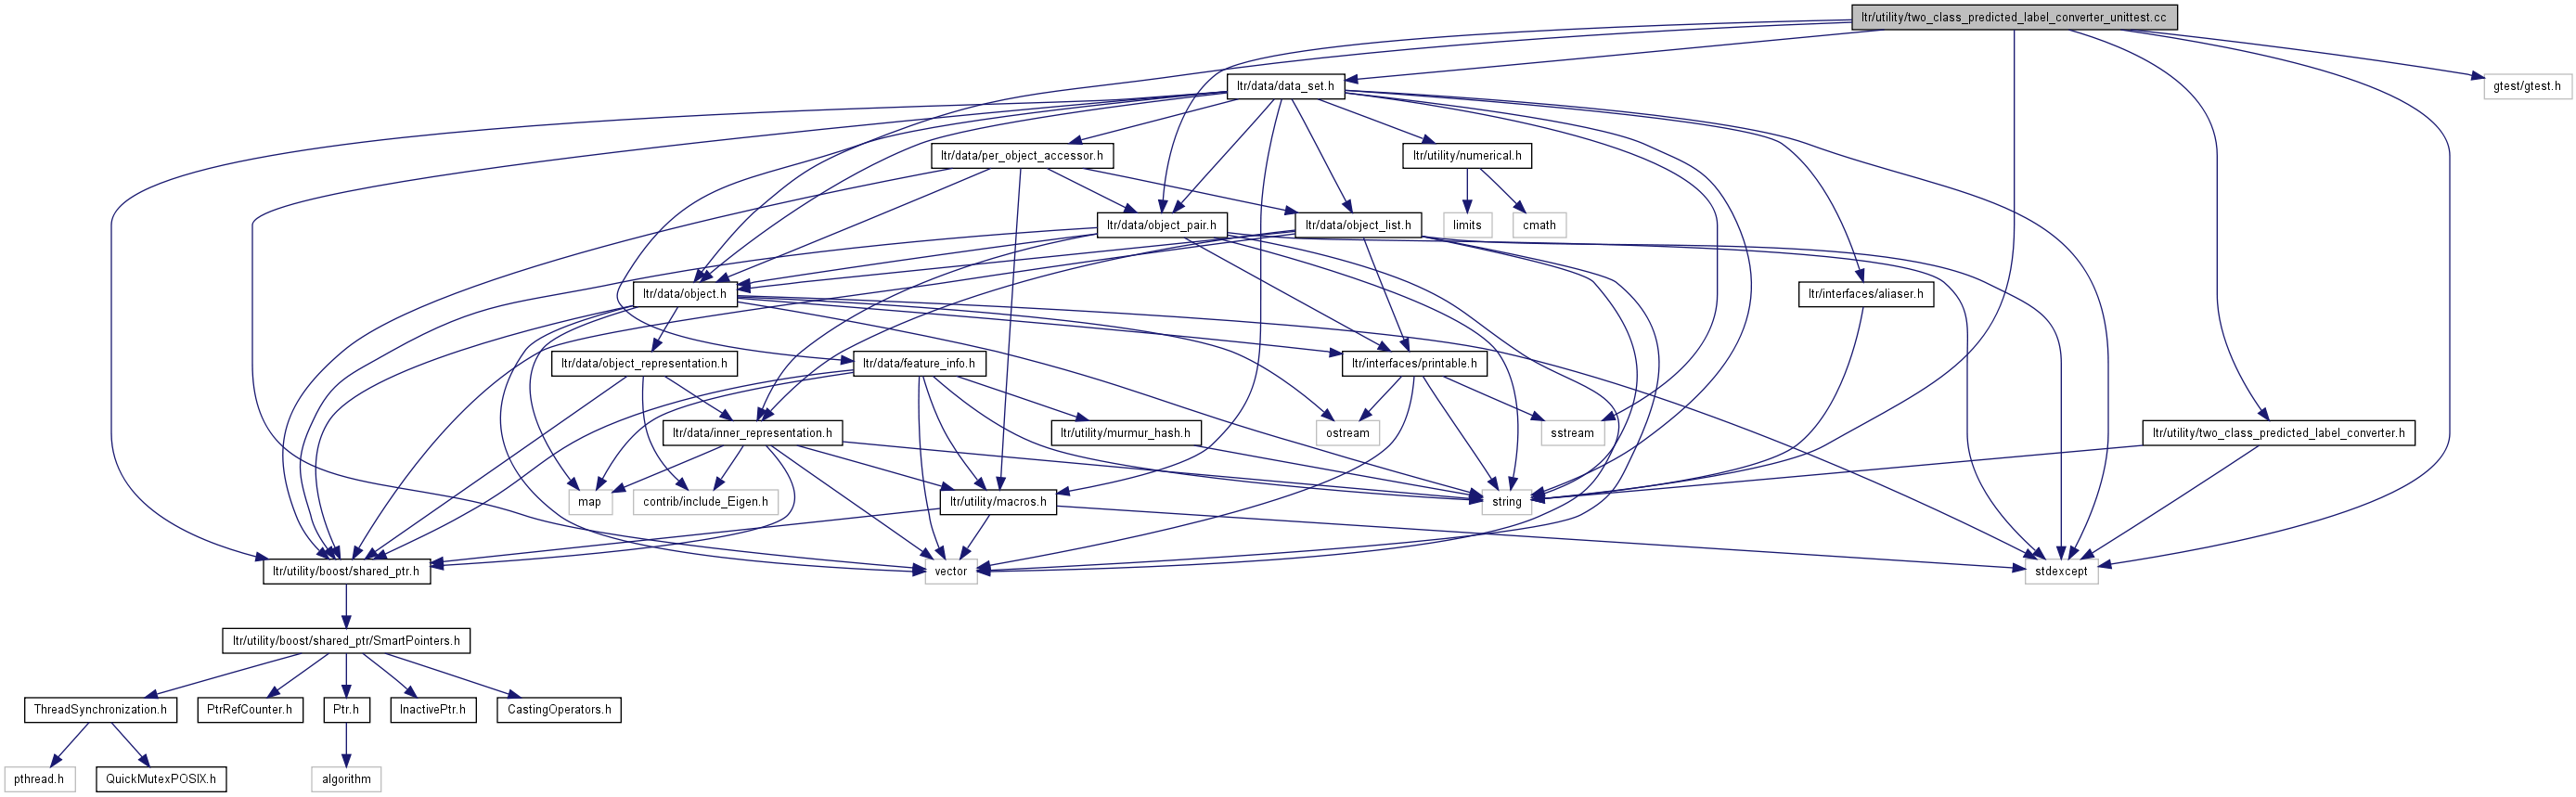 ltr/utility/two_class_predicted_label_converter_unittest.cc
ltr/data/data_set.h
gtest/gtest.h
ltr/data/per_object_accessor.h
ltr/utility/numerical.h
ltr/data/object_pair.h
ltr/data/object_list.h
limits
cmath
ltr/data/object.h
ltr/interfaces/aliaser.h
ltr/data/object_representation.h
ltr/data/feature_info.h
ltr/interfaces/printable.h
ltr/data/inner_representation.h
ltr/utility/murmur_hash.h
ostream
sstream
ltr/utility/two_class_predicted_label_converter.h
map
contrib/include_Eigen.h
ltr/utility/macros.h
string
ltr/utility/boost/shared_ptr.h
vector
stdexcept
ltr/utility/boost/shared_ptr/SmartPointers.h
ThreadSynchronization.h
PtrRefCounter.h
Ptr.h
InactivePtr.h
CastingOperators.h
pthread.h
QuickMutexPOSIX.h
algorithm